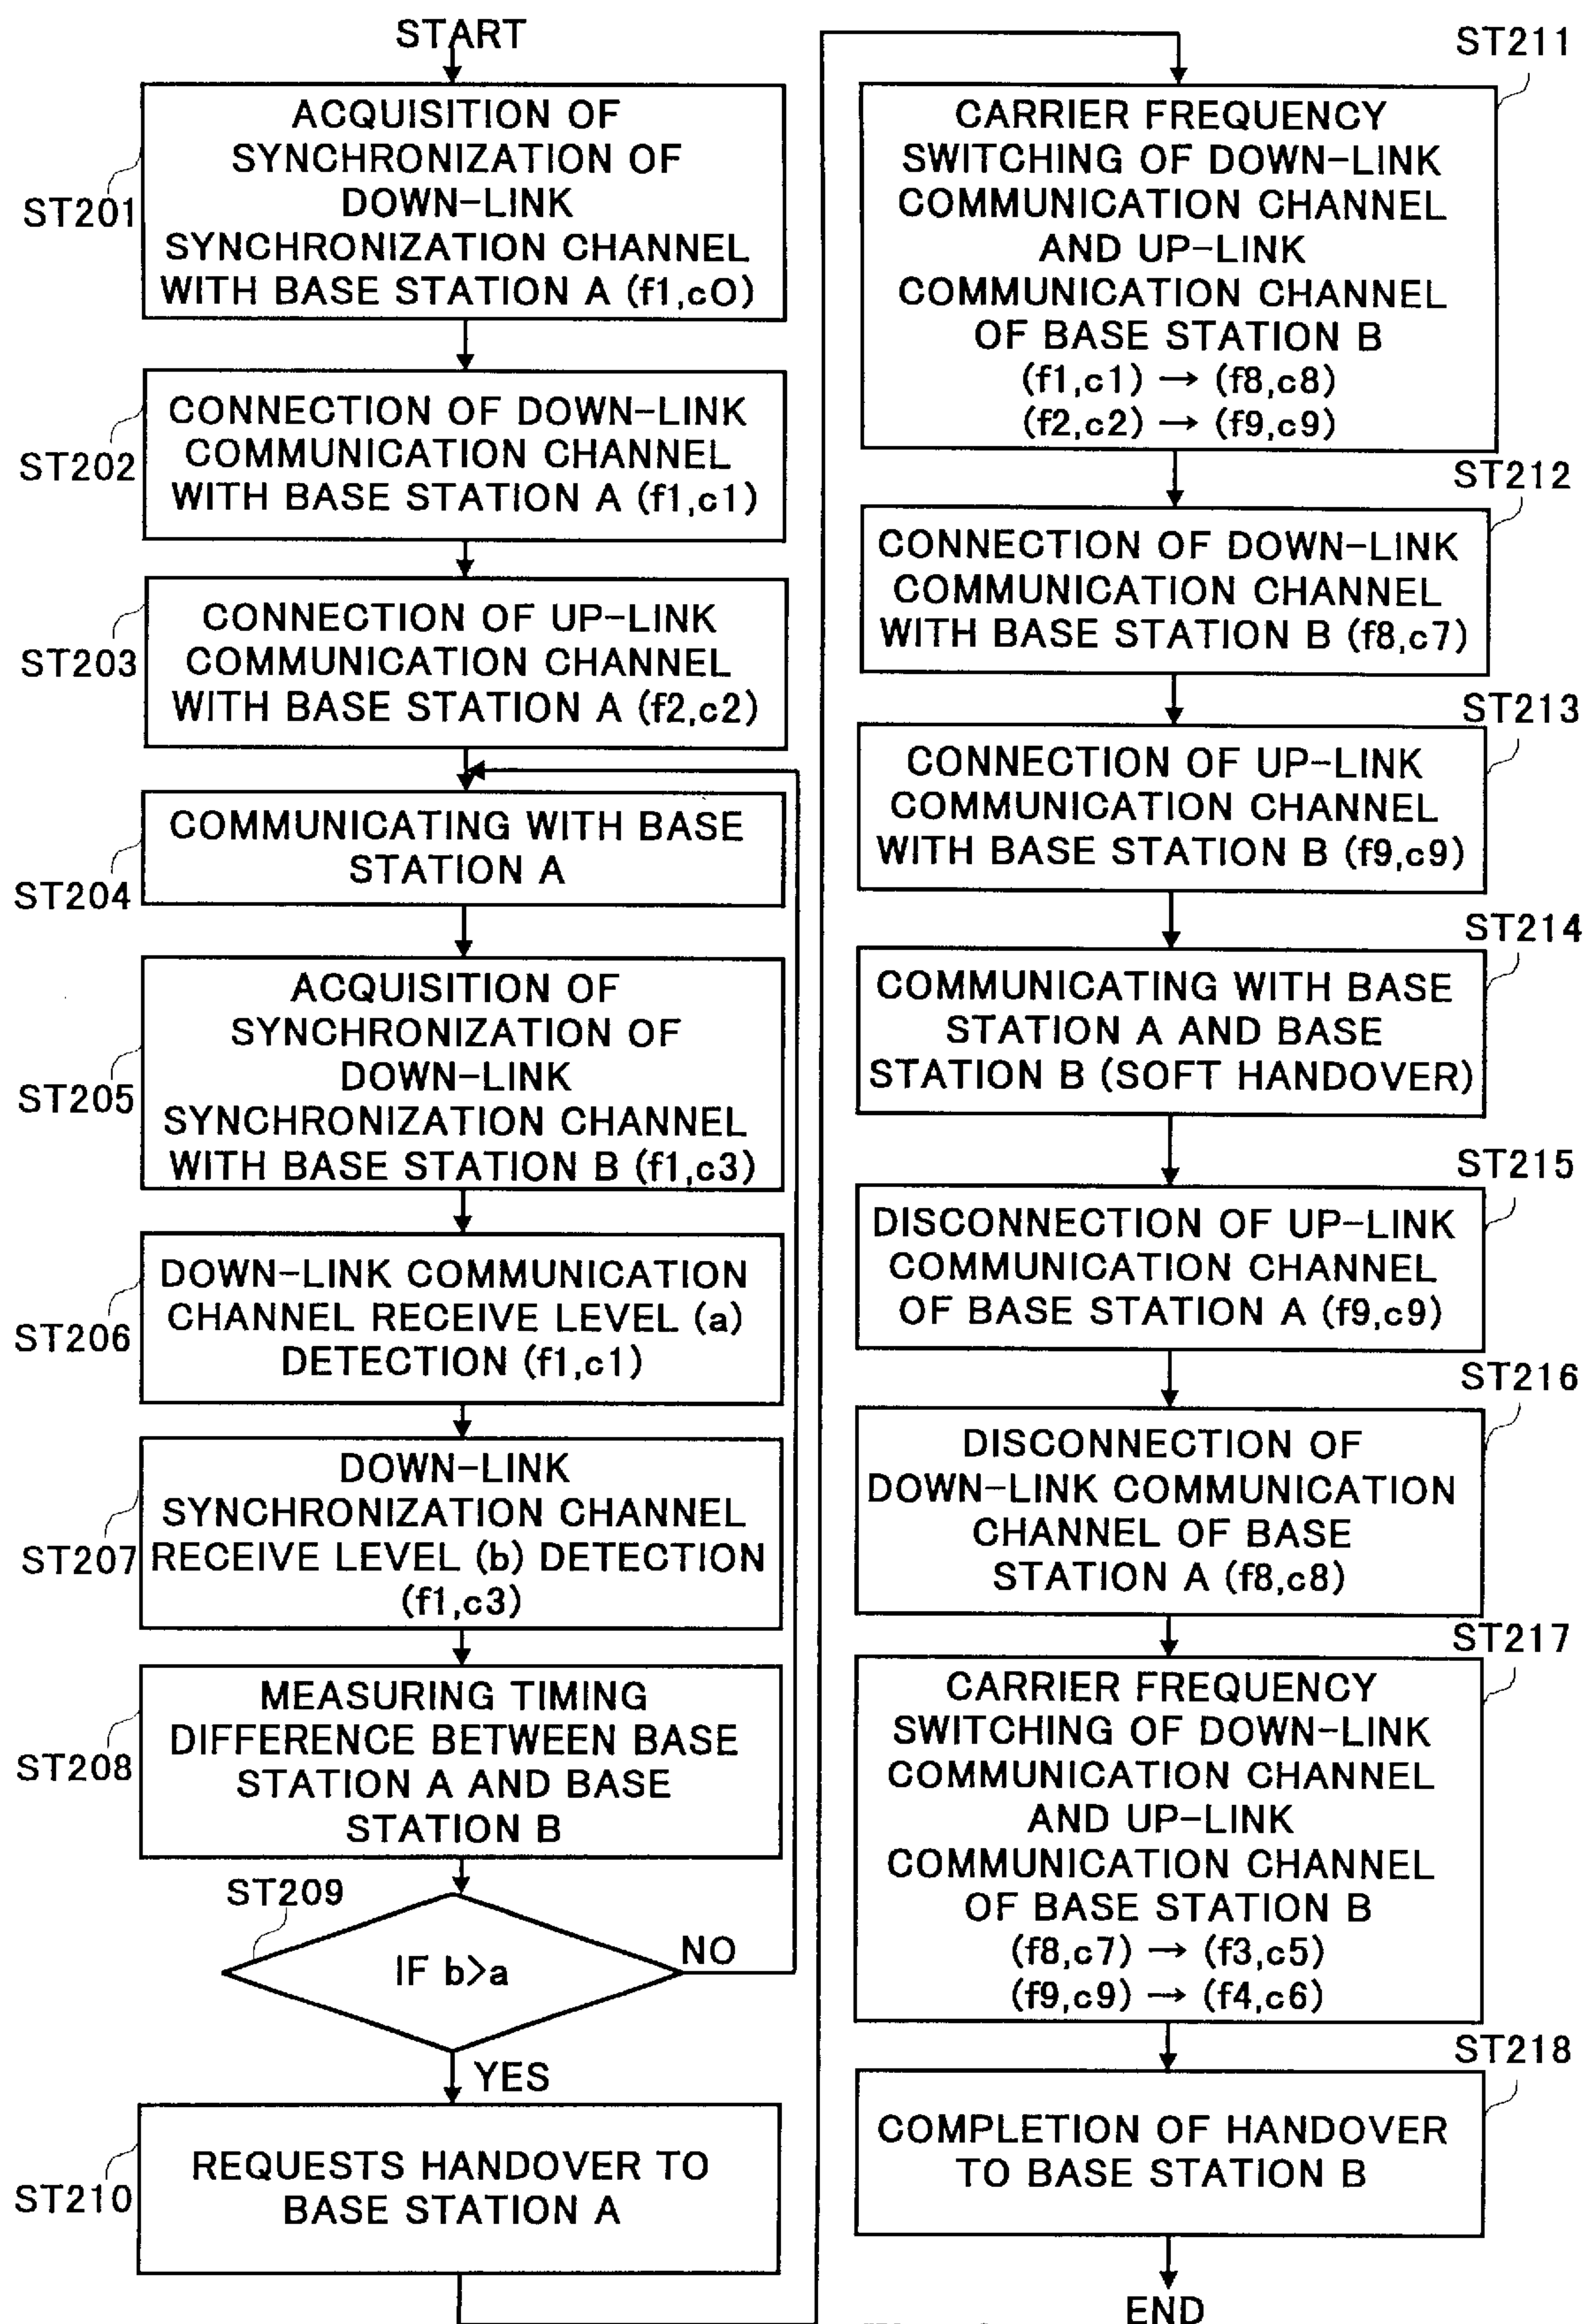 START
ST201
ACQUISITION OF
SYNCHRONIZATION OF
DOWN-LINK
SYNCHRONIZATION CHANNEL
WITH BASE STATION A (f1,c0)
ST202
CONNECTION OF DOWN-LINK
COMMUNICATION CHANNEL
WITH BASE STATION A (f1,c1)
ST203
CONNECTION OF UP-LINK
COMMUNICATION CHANNEL
WITH BASE STATION A (f2,c2)
ST204
COMMUNICATING WITH BASE
STATION A
ST205
ACQUISITION OF
SYNCHRONIZATION OF
DOWN-LINK
SYNCHRONIZATION CHANNEL
WITH BASE STATION B (f1,c3)
ST206
DOWN-LINK COMMUNICATION
CHANNEL RECEIVE LEVEL (a)
DETECTION (f1,c1)
ST207
DOWN-LINK
SYNCHRONIZATION CHANNEL
RECEIVE LEVEL (b) DETECTION
(f1,c3)
ST208
MEASURING TIMING
DIFFERENCE BETWEEN BASE
STATION A AND BASE
STATION B
ST209
IF b>a
NO
YES
ST210
REQUESTS HANDOVER TO
BASE STATION A
ST211
CARRIER FREQUENCY
SWITCHING OF DOWN-LINK
COMMUNICATION CHANNEL
AND UP-LINK
COMMUNICATION CHANNEL
OF BASE STATION B
(f1,c1) → (f8,c8)
(f2,c2) → (f9,c9)
ST212
CONNECTION OF DOWN-LINK
COMMUNICATION CHANNEL
WITH BASE STATION B (f8,c7)
ST213
CONNECTION OF UP-LINK
COMMUNICATION CHANNEL
WITH BASE STATION B (f9,c9)
ST214
COMMUNICATING WITH BASE
STATION A AND BASE
STATION B (SOFT HANDOVER)
ST215
DISCONNECTION OF UP-LINK
COMMUNICATION CHANNEL
OF BASE STATION A (f9,c9)
ST216
DISCONNECTION OF
DOWN-LINK COMMUNICATION
CHANNEL OF BASE
STATION A (f8,c8)
ST217
CARRIER FREQUENCY
SWITCHING OF DOWN-LINK
COMMUNICATION CHANNEL
AND UP-LINK
COMMUNICATION CHANNEL
OF BASE STATION B
(f8,c7) → (f3,c5)
(f9,c9) → (f4,c6)
ST218
COMPLETION OF HANDOVER
TO BASE STATION B
END